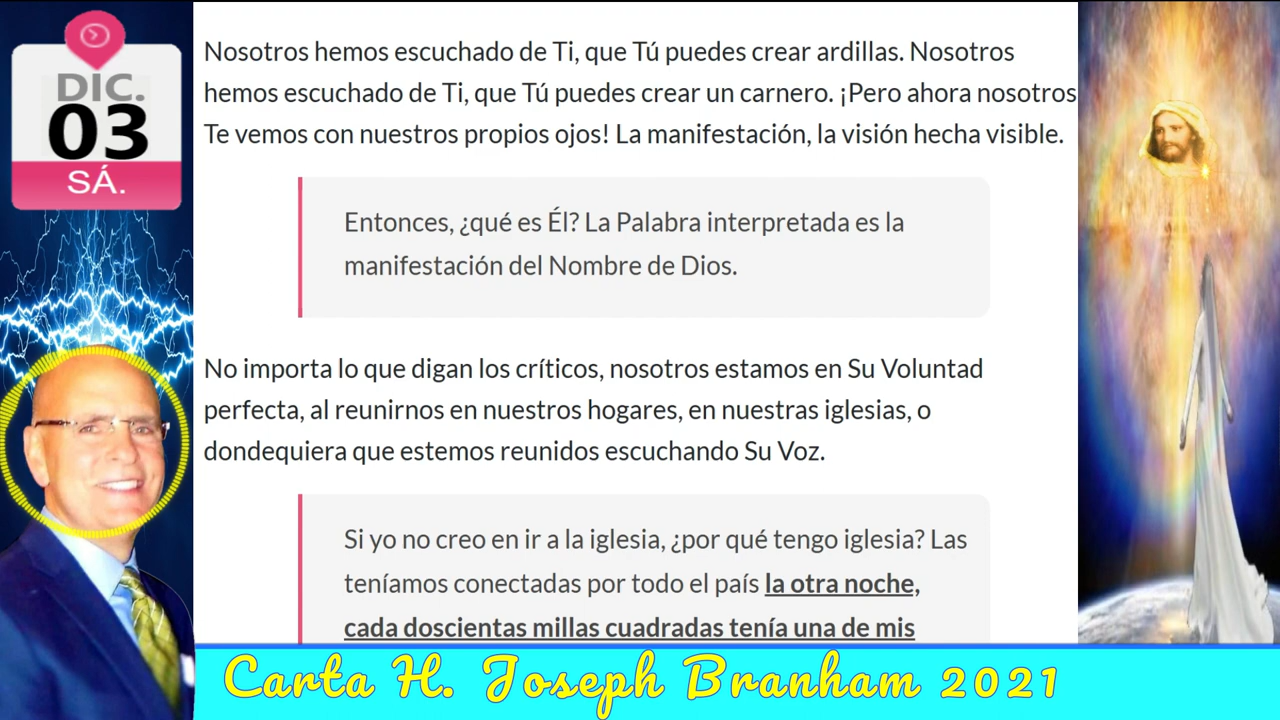 DIC.
03
SÁ.
Nosotros hemos escuchado de Ti, que Tú puedes crear ardillas. Nosotros
hemos escuchado de Ti, que Tú puedes crear un carnero. ¡Pero ahora nosotros
Te vemos con nuestros propios ojos! La manifestación, la visión hecha visible.
Entonces, ¿qué es Él? La Palabra interpretada es la
manifestación del Nombre de Dios.
No importa lo que digan los críticos, nosotros estamos en Su Voluntad
perfecta, al reunirnos en nuestros hogares, en nuestras iglesias, o
dondequiera que estemos reunidos escuchando Su Voz.
Si yo no creo en ir a la iglesia, ¿por qué tengo iglesia? Las
teníamos conectadas por todo el país la otra noche,
cada doscientas millas cuadradas tenía una de mis
Carta H. Joseph Branham 2021